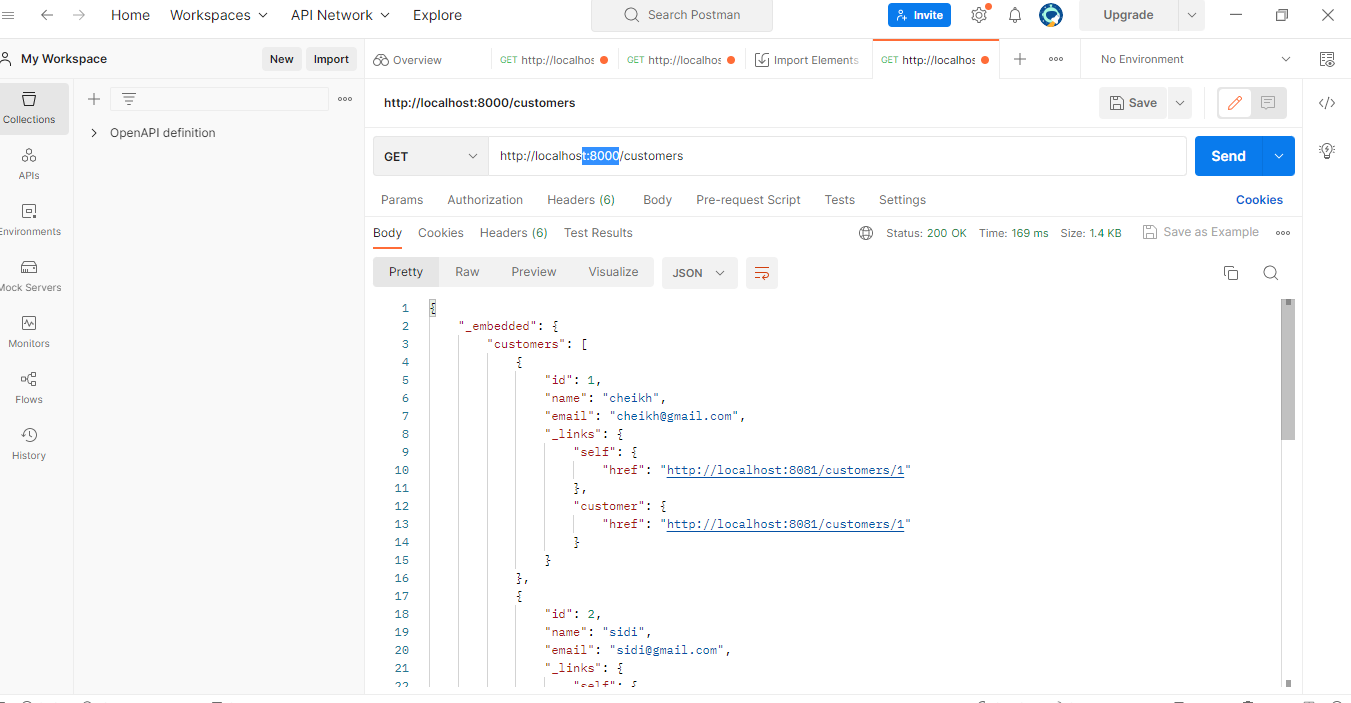 Home Workspaces API Network Explore Search Postman Invite Upgrade
My Workspace New Import Overview GET http://localhos GET http://localhos Import Elements GET http://localhos No Environment
Collections
APIs
Environments
Mock Servers
Monitors
Flows
History
OpenAPI definition
http://localhost:8000/customers Save
GET http://localhost:8000/customers Send
Params Authorization Headers (6) Body Pre-request Script Tests Settings Cookies
Body Cookies Headers (6) Test Results Status: 200 OK Time: 169 ms Size: 1.4 KB Save as Example
Pretty Raw Preview Visualize JSON
1 {
2 "_embedded": {
3 "customers": [
4 {
5 "id": 1,
6 "name": "cheikh",
7 "email": "cheikh@gmail.com",
8 "_links": {
9 "self": {
10 "href": "http://localhost:8081/customers/1"
11 },
12 "customer": {
13 "href": "http://localhost:8081/customers/1"
14 }
15 }
16 },
17 {
18 "id": 2,
19 "name": "sidi",
20 "email": "sidi@gmail.com",
21 "_links": {
22 "self": {